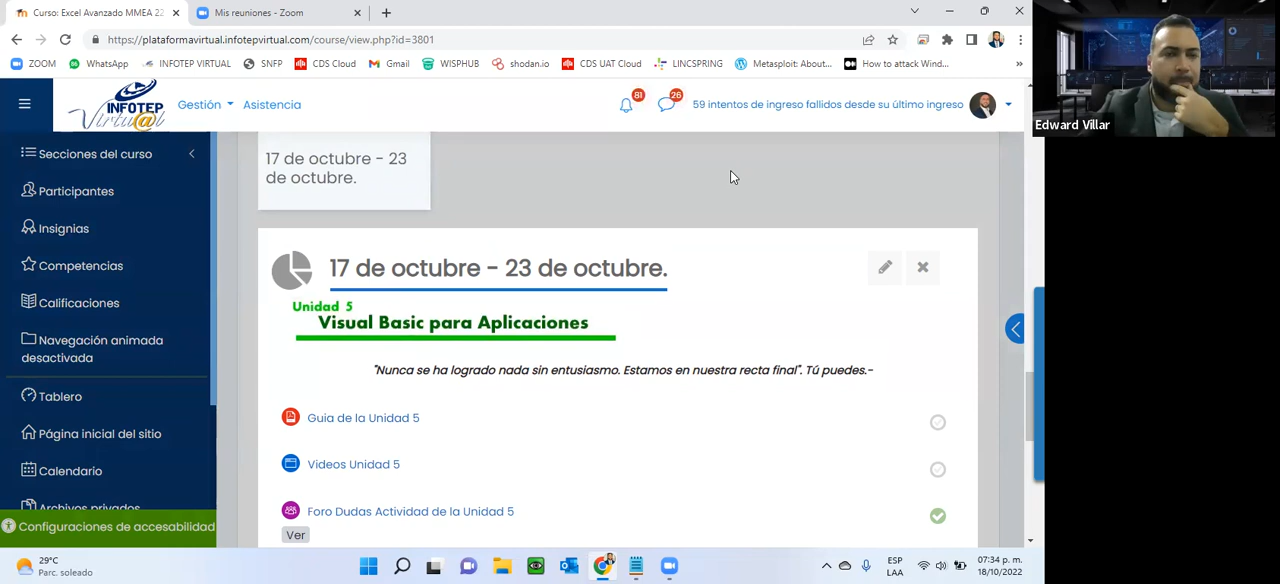 Curso: Excel Avanzado MMEA 22
Mis reuniones - Zoom
https://plataformavirtual.infotepvirtual.com/course/view.php?id=3801
ZOOM
WhatsApp
INFOTEP VIRTUAL
SNFP
CDS Cloud
Gmail
WISPHUB
shodan.io
CDS UAT Cloud
LINCSPRING
Metasploit: About...
How to attack Wind...
»
INFOTEP
Virtu@l
Gestión
Asistencia
81
26
59 intentos de ingreso fallidos desde su último ingreso
Edward Villar
Secciones del curso
Participantes
Insignias
Competencias
Calificaciones
Navegación animada
desactivada
Tablero
Página inicial del sitio
Calendario
Archivos privados
Configuraciones de accesabilidad
17 de octubre - 23
de octubre.
17 de octubre - 23 de octubre.
Unidad 5
Visual Basic para Aplicaciones
"Nunca se ha logrado nada sin entusiasmo. Estamos en nuestra recta final". Tú puedes.-
Guia de la Unidad 5
Videos Unidad 5
Foro Dudas Actividad de la Unidad 5
Ver
29°C
Parc. soleado
ESP
LAA
07:34 p. m.
18/10/2022